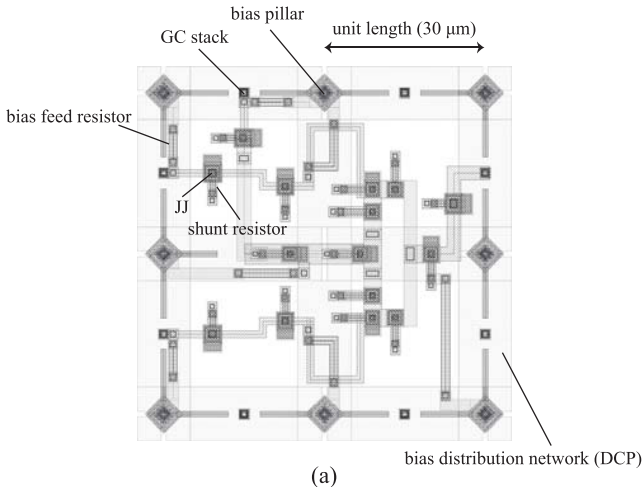 bias pillar
unit length (30 μm)
GC stack
bias feed resistor
JJ
shunt resistor
bias distribution network (DCP)
(a)